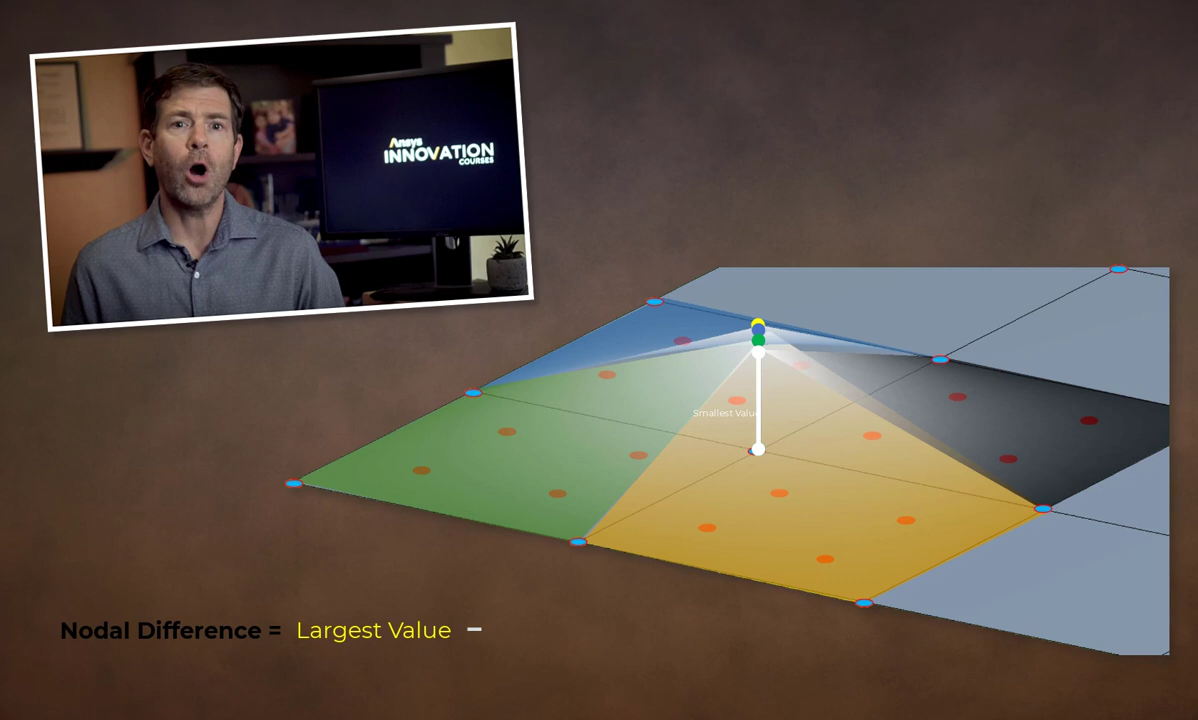 Ansys
INNOVATION
COURSES
Smallest Value
Nodal Difference = Largest Value –